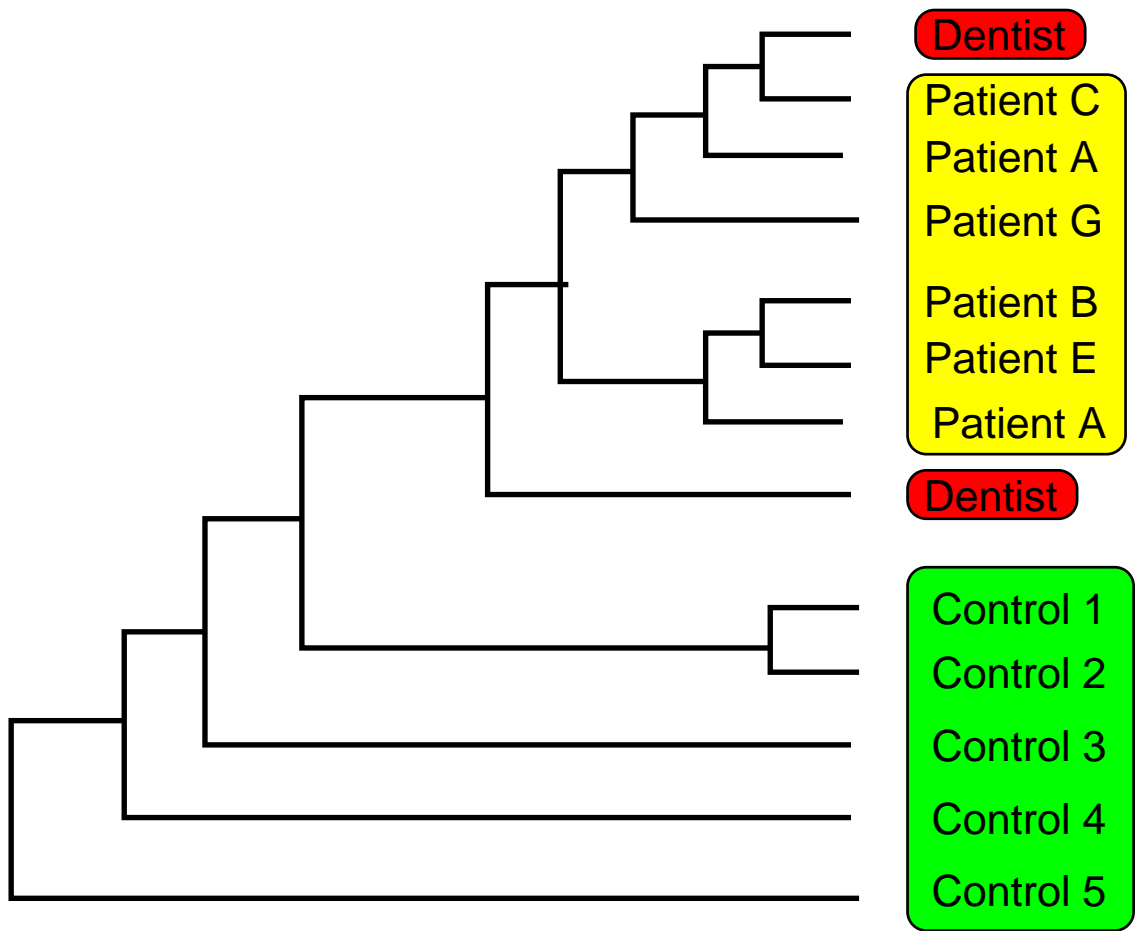 Dentist
Patient C
Patient A
Patient G
Patient B
Patient E
Patient A
Dentist
Control 1
Control 2
Control 3
Control 4
Control 5